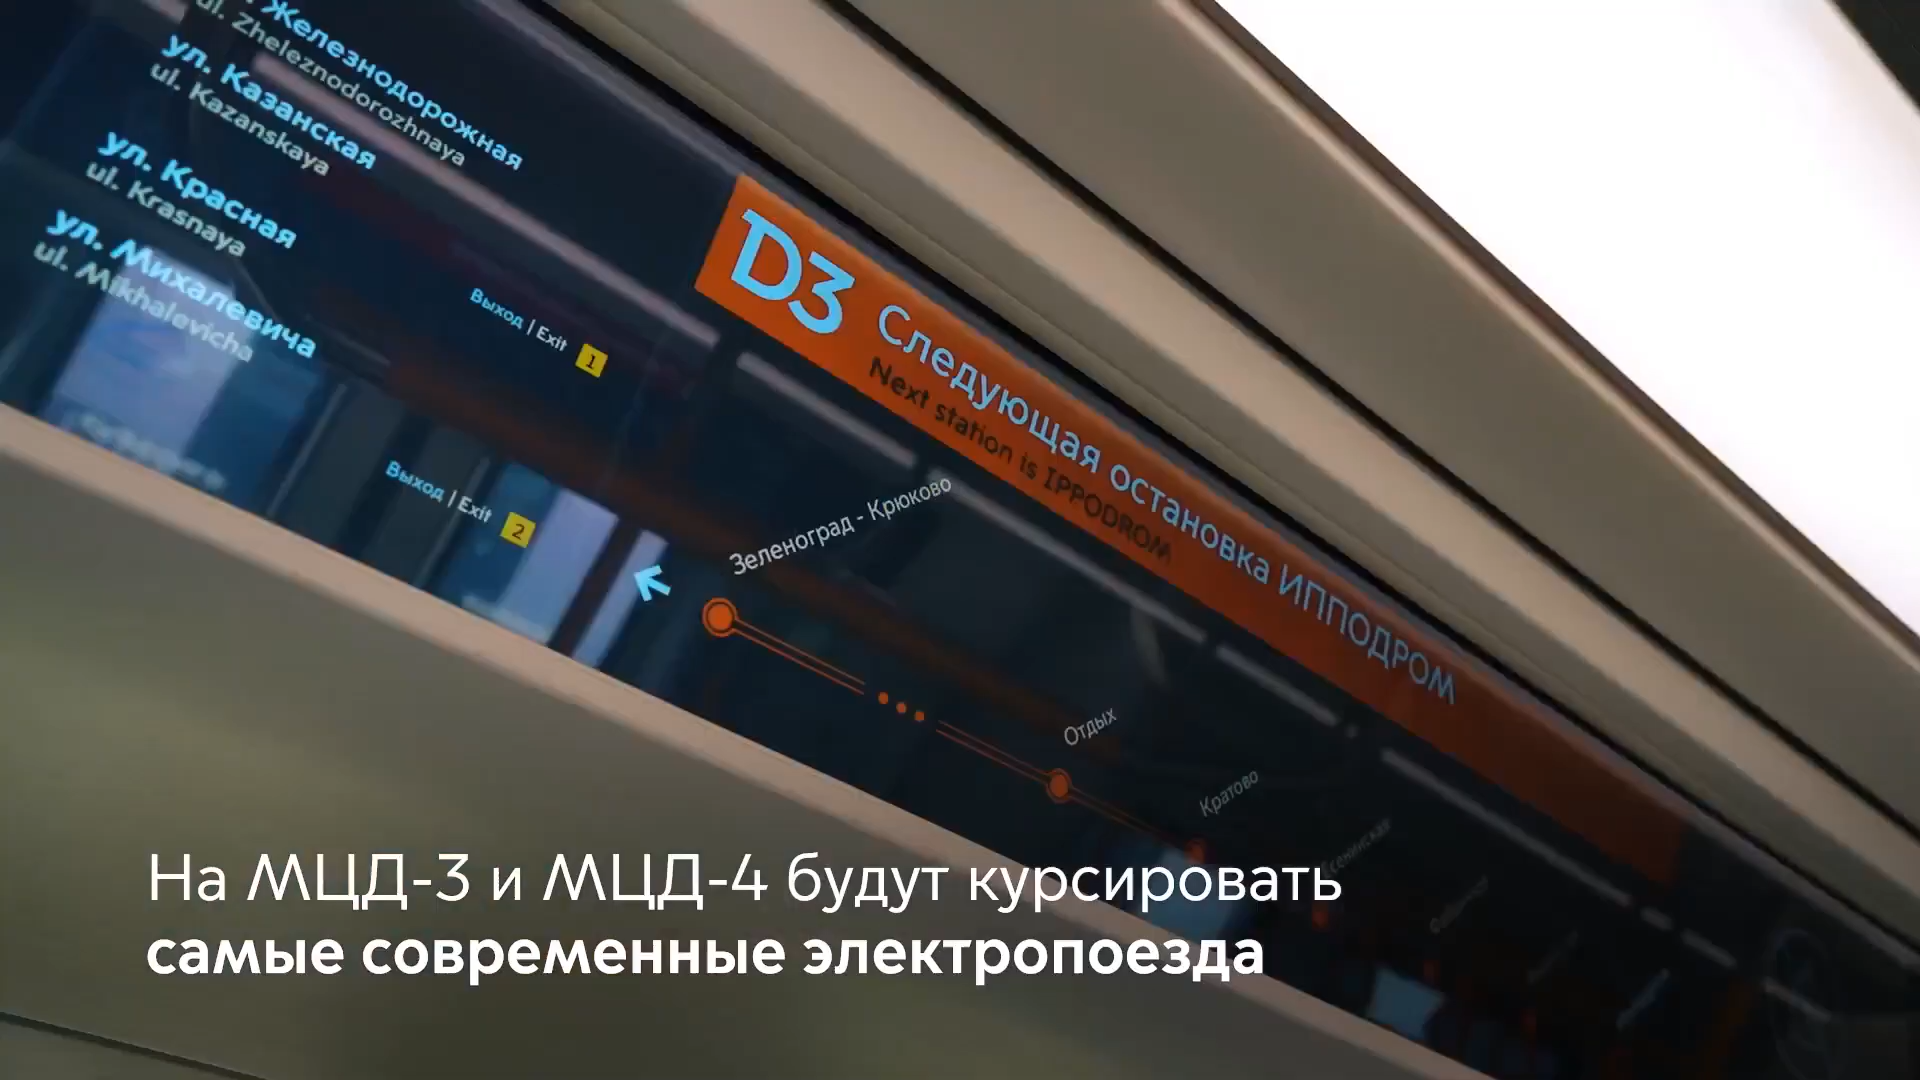 ул. Железнодорожная
ul. Zheleznodorozhnaya
ул. Казанская
ul. Kazanskaya
ул. Красная
ul. Krasnaya
ул. Михалевича
ul. Mikhalevicha
Выход | Exit 1
Выход | Exit 2
D3 Следующая остановка ИППОДРОМ
Next station is IPPODROM
Зеленоград - Крюково
Отдых
Кратово
На МЦД-3 и МЦД-4 будут курсировать
самые современные электропоезда